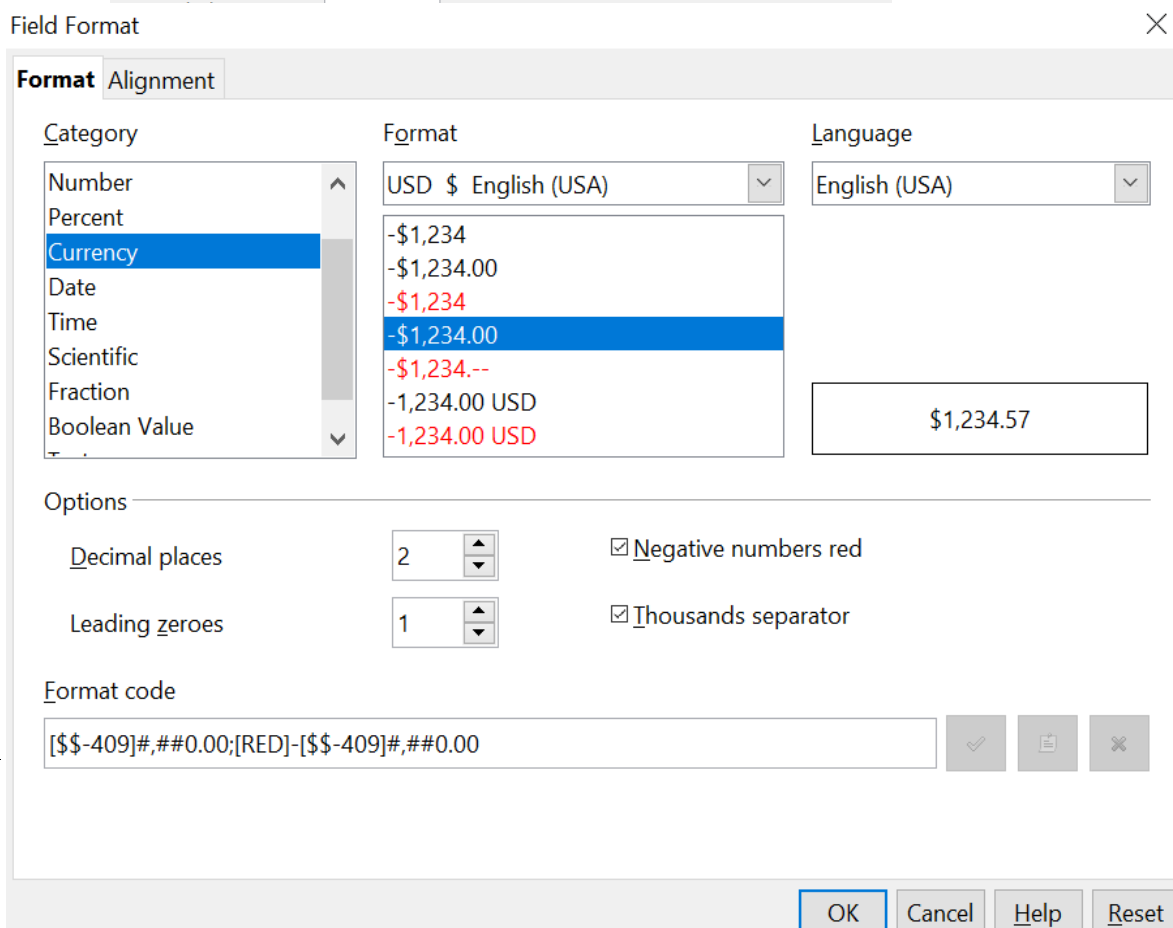 Field Format
Format Alignment
Category Format Language
Number
Percent
Currency
Date
Time
Scientific
Fraction
Boolean Value
USD $ English (USA)
-$1,234
-$1,234.00
-$1,234
-$1,234.00
-$1,234.--
-1,234.00 USD
-1,234.00 USD
English (USA)
$1,234.57
Options
Decimal places 2 Negative numbers red
Leading zeroes 1 Thousands separator
Format code
[$$-409]#,##0.00;[RED]-[$$-409]#,##0.00
OK Cancel Help Reset